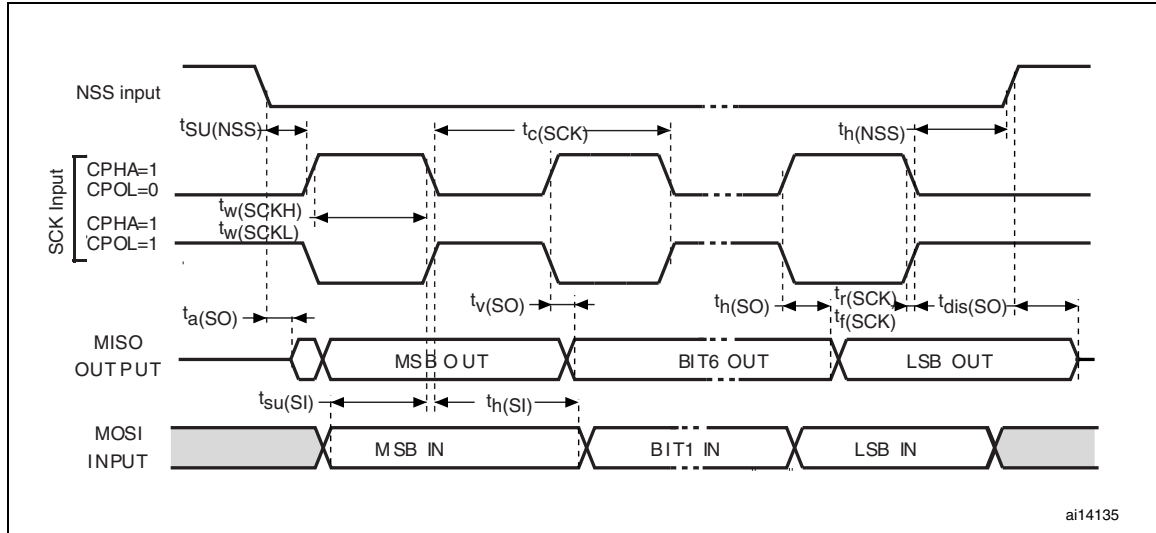 NSS input
tSU(NSS)
tc(SCK)
th(NSS)
SCK Input
CPHA=1
CPOL=0
tw(SCKH)
tw(SCKL)
CPHA=1
CPOL=1
ta(SO)
tv(SO)
th(SO)
tr(SCK)
tf(SCK)
tdis(SO)
MISO
OUTPUT
MSB OUT
BIT6 OUT
LSB OUT
tsu(SI)
th(SI)
MOSI
INPUT
MSB IN
BIT1 IN
LSB IN
ai14135